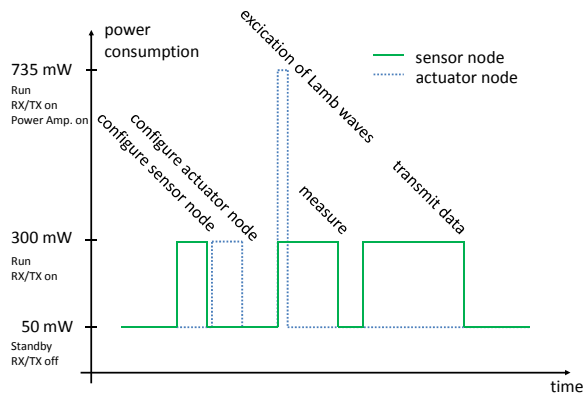 power
consumption
735 mW
Run
RX/TX on
Power Amp. on
configure sensor node
configure actuator node
excication of Lamb waves
sensor node
actuator node
measure
transmit data
300 mW
Run
RX/TX on
50 mW
Standby
RX/TX off
time